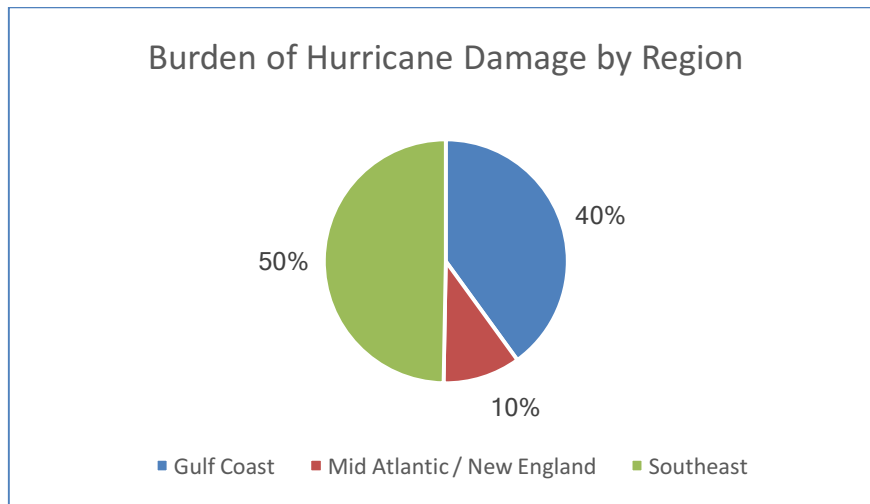 Burden of Hurricane Damage by Region
40%
50%
10%
Gulf Coast Mid Atlantic / New England Southeast